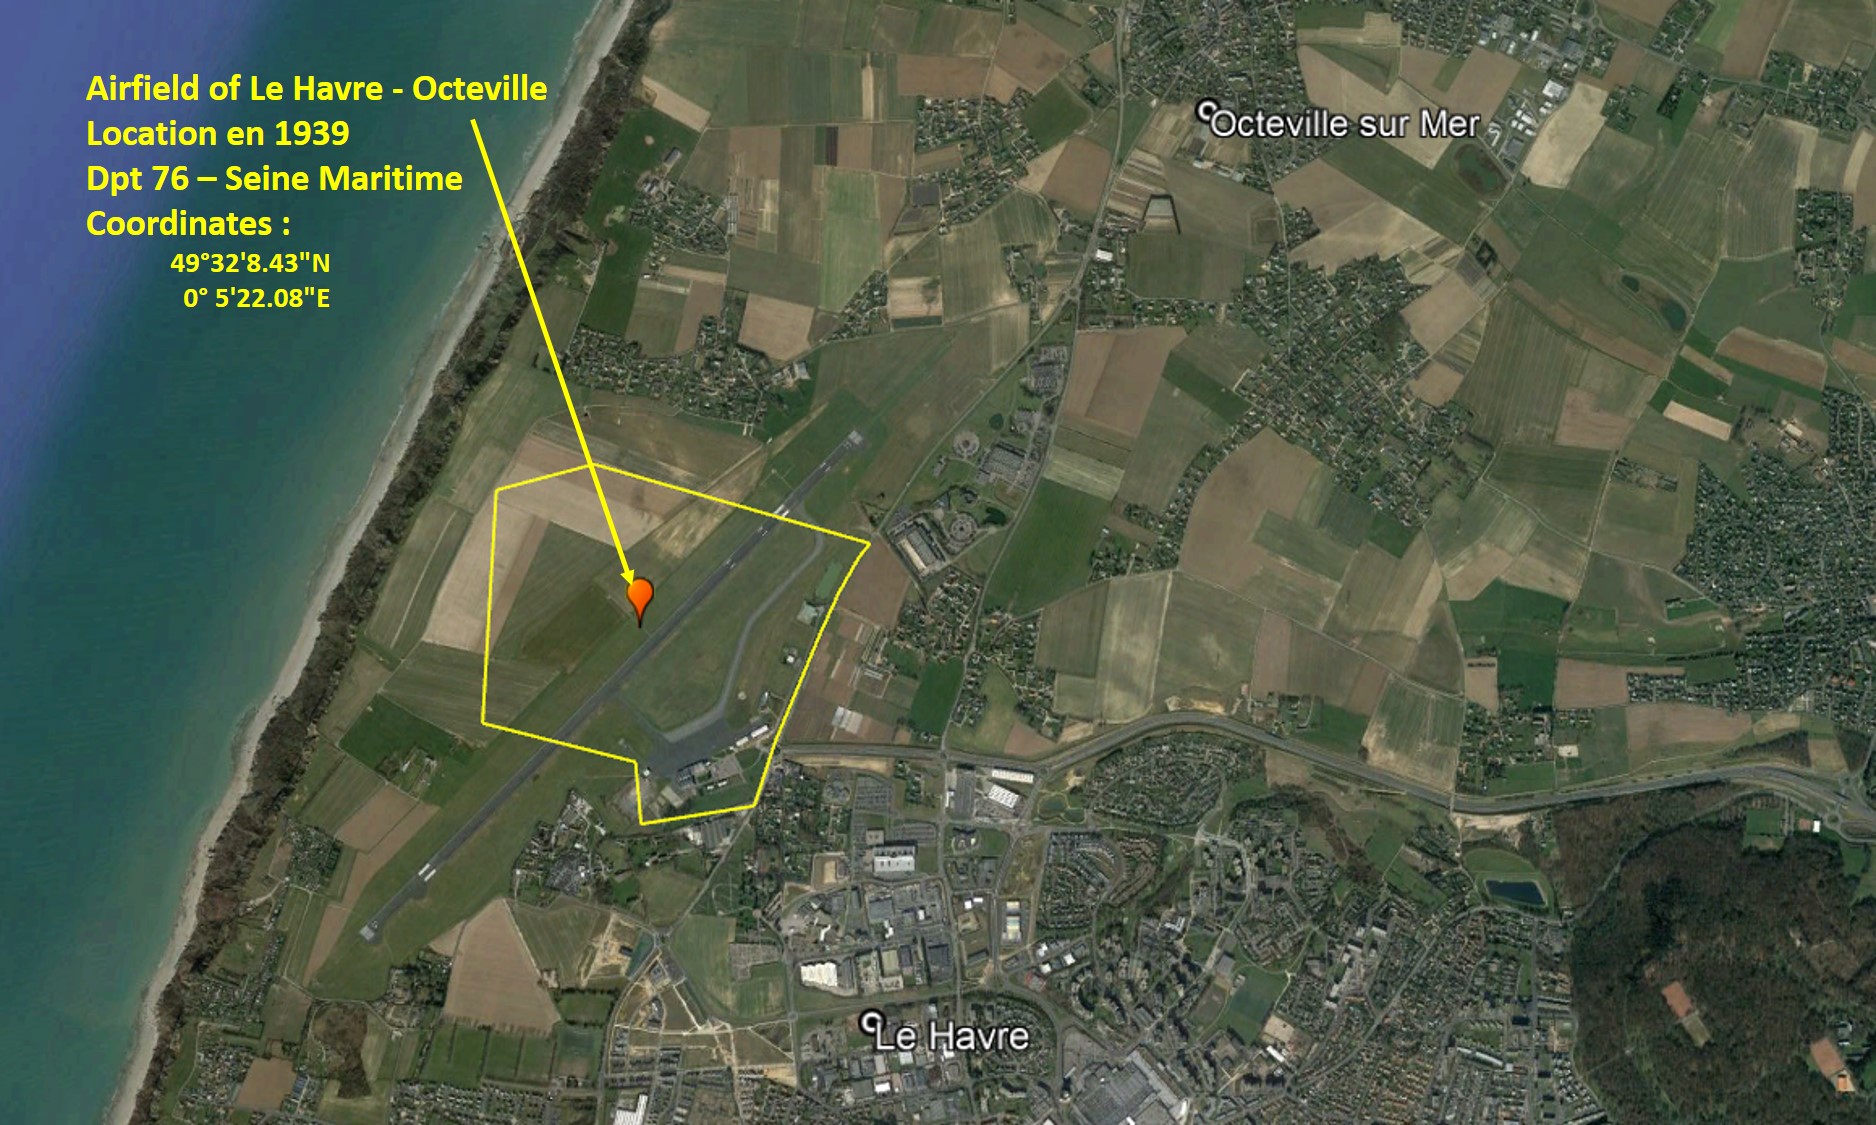 Airfield of Le Havre - Octeville
Location en 1939
Dpt 76 – Seine Maritime
Coordinates :
49°32'8.43"N
0° 5'22.08"E
Octeville sur Mer
Le Havre